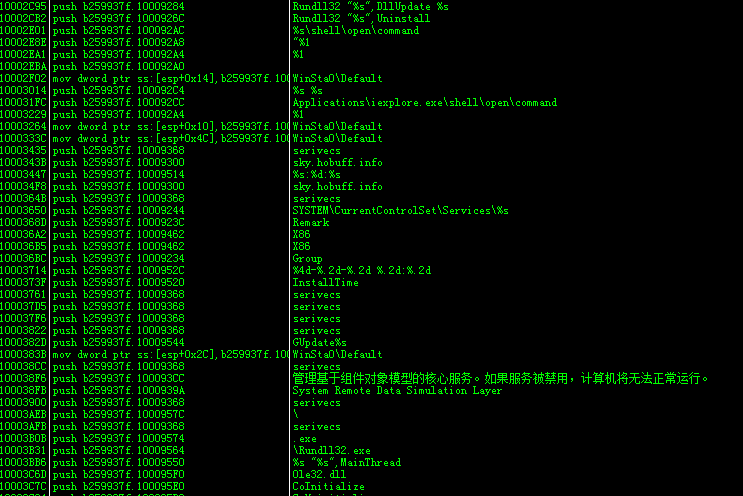 10002C95 push b259937f.10009284 Rundll32 "%s",DllUpdate %s
10002CB2 push b259937f.1000926C Rundll32 "%s",Uninstall
10002E01 push b259937f.100092AC %s\shell\open\command
10002E8E push b259937f.100092A8 "%1
10002EA1 push b259937f.100092A4 %1
10002EBA push b259937f.100092A0
10002F02 mov dword ptr ss:[esp+0x14],b259937f.100 WinSta0\Default
10003014 push b259937f.100092C4 %s %s
100031FC push b259937f.100092CC Applications\iexplore.exe\shell\open\command
10003229 push b259937f.100092A4 %1
10003264 mov dword ptr ss:[esp+0x10],b259937f.100 WinSta0\Default
1000333C mov dword ptr ss:[esp+0x4C],b259937f.100 WinSta0\Default
10003435 push b259937f.10009368 serivecs
1000343B push b259937f.10009300 sky.hobuff.info
10003447 push b259937f.10009514 %s:%d:%s
100034F8 push b259937f.10009300 sky.hobuff.info
1000364B push b259937f.10009368 serivecs
10003650 push b259937f.10009244 SYSTEM\CurrentControlSet\Services\%s
1000368D push b259937f.1000923C Remark
100036A2 push b259937f.10009462 X86
100036B5 push b259937f.10009462 X86
100036BC push b259937f.10009234 Group
10003714 push b259937f.1000952C %4d-%.2d-%.2d %.2d:%.2d
1000373F push b259937f.10009520 InstallTime
10003761 push b259937f.10009368 serivecs
100037D5 push b259937f.10009368 serivecs
100037F6 push b259937f.10009368 serivecs
10003822 push b259937f.10009368 serivecs
1000382D push b259937f.10009544 GUpdate%s
1000383B mov dword ptr ss:[esp+0x2C],b259937f.100 WinSta0\Default
100038CC push b259937f.10009368 serivecs
100038F6 push b259937f.100093CC 管理基于组件对象模型的核心服务。如果服务被禁用，计算机将无法正常运行。
100038FB push b259937f.1000939A System Remote Data Simulation Layer
10003900 push b259937f.10009368 serivecs
10003AEB push b259937f.1000957C \
10003AFB push b259937f.10009368 serivecs
10003B0B push b259937f.10009574 .exe
10003B31 push b259937f.10009564 \Rundll32.exe
10003BB6 push b259937f.10009550 %s "%s",MainThread
10003C6D push b259937f.100095F0 Ole32.dll
10003C7C push b259937f.100095E0 CoInitialize